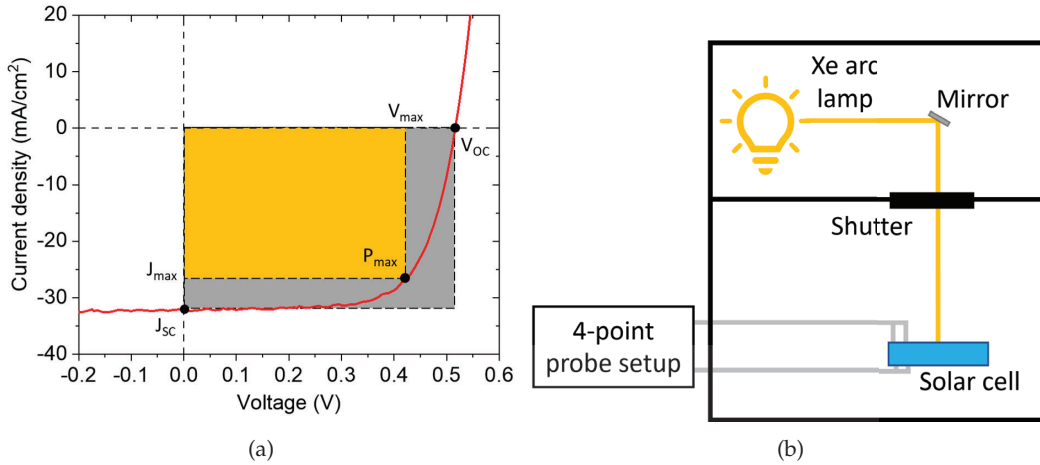 20
10
0
-10
-20
-30
-40
-0.2 -0.1 0.0 0.1 0.2 0.3 0.4 0.5 0.6
Current density (mA/cm²)
Voltage (V)
Vmax
VOC
Pmax
Jmax
JSC
(a)
Xe arc
lamp
Mirror
Shutter
4-point
probe setup
Solar cell
(b)